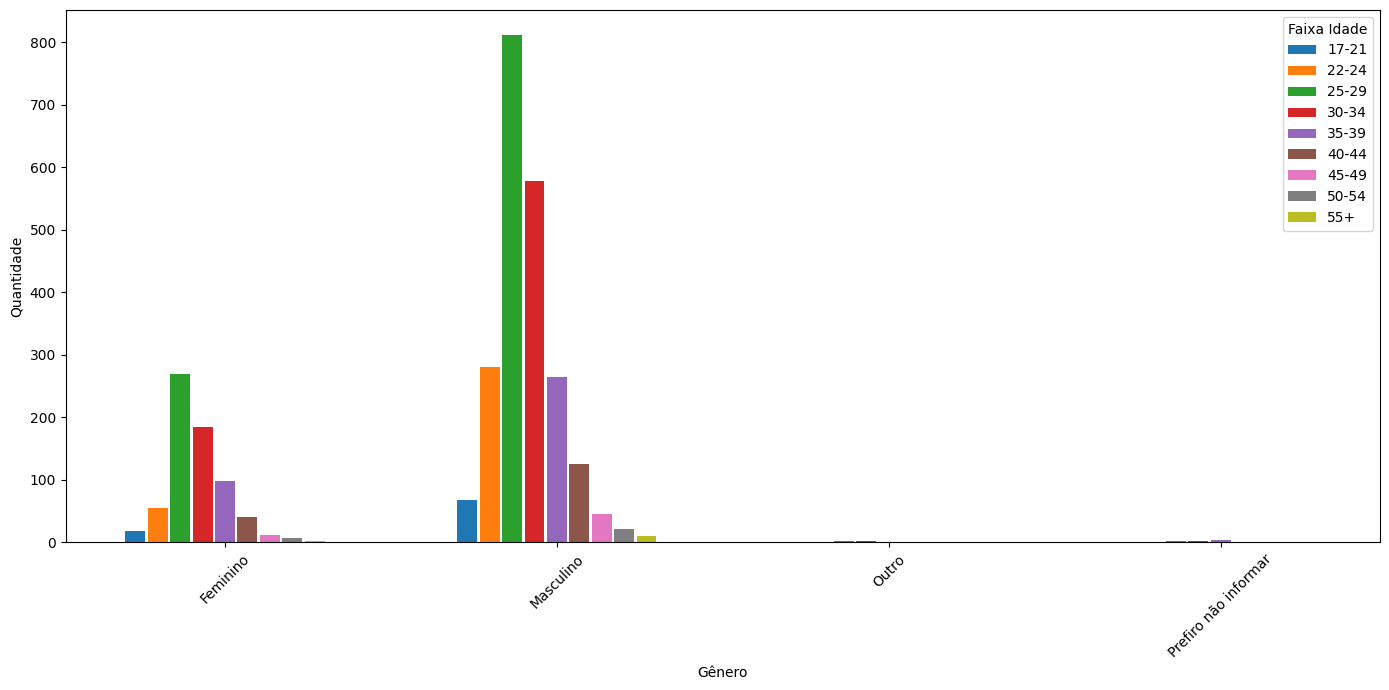 Faixa Idade
17-21
22-24
25-29
30-34
35-39
40-44
45-49
50-54
55+
Quantidade
800
700
600
500
400
300
200
100
0
Feminino
Masculino
Outro
Prefiro não informar
Gênero